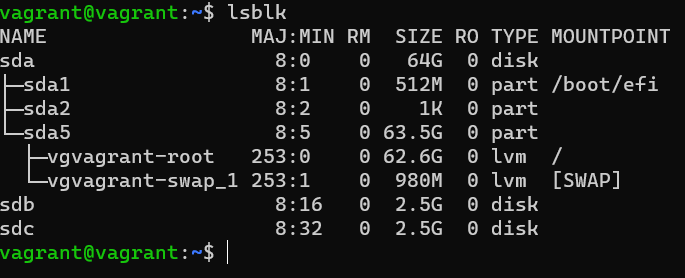 vagrant@vagrant:~$ lsblk
NAME                 MAJ:MIN RM  SIZE RO TYPE MOUNTPOINT
sda                    8:0    0   64G  0 disk
├─sda1                 8:1    0  512M  0 part /boot/efi
├─sda2                 8:2    0    1K  0 part
└─sda5                 8:5    0 63.5G  0 part
  ├─vgvagrant-root   253:0    0 62.6G  0 lvm  /
  └─vgvagrant-swap_1 253:1    0  980M  0 lvm  [SWAP]
sdb                    8:16   0  2.5G  0 disk
sdc                    8:32   0  2.5G  0 disk
vagrant@vagrant:~$